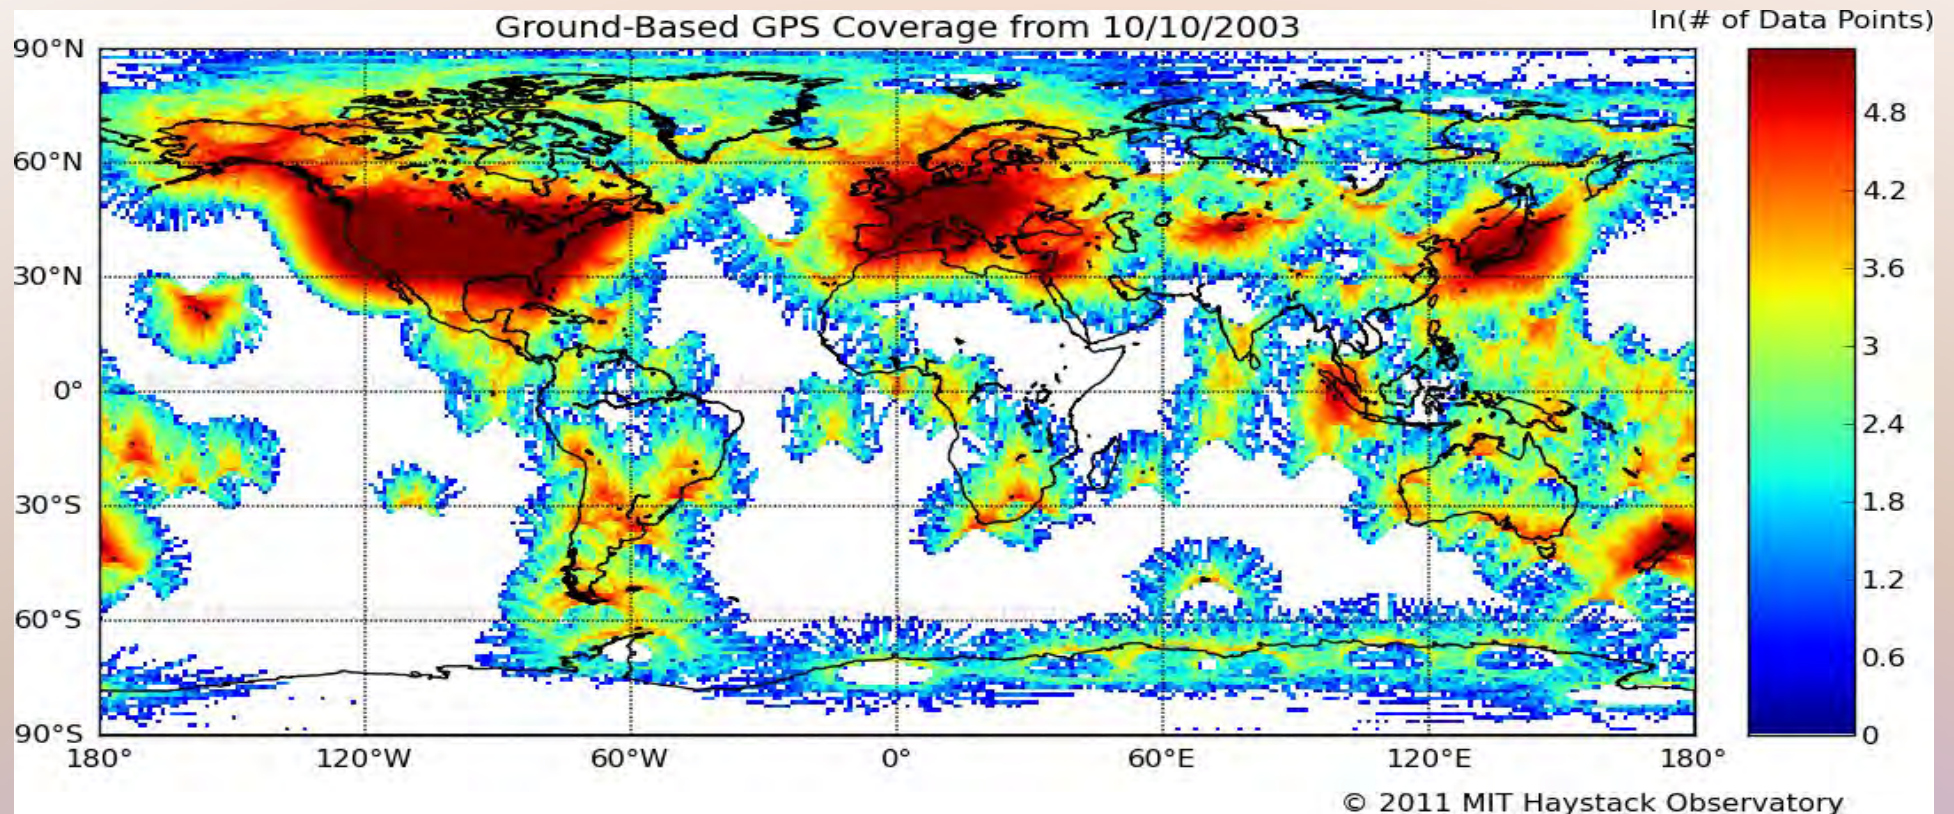 Ground-Based GPS Coverage from 10/10/2003
ln(# of Data Points)
90°N
60°N
30°N
0°
30°S
60°S
90°S
180°
120°W
60°W
0°
60°E
120°E
180°
4.8
4.2
3.6
3
2.4
1.8
1.2
0.6
0
© 2011 MIT Haystack Observatory